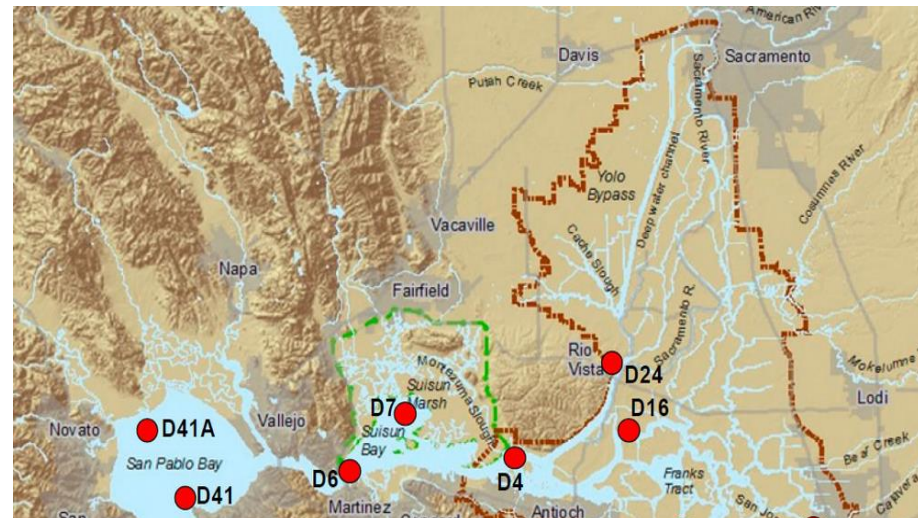 American River
Davis
Sacramento
Putah Creek
Sacramento River
Deep water channel
Yolo
Bypass
Cosumnes River
Vacaville
Cache Slough
Napa
Fairfield
Sacramento R.
Montezuma Slough
Rio
Vista
D24
Mokelumne
Lodi
Suisun
Marsh
D7
D16
Vallejo
Novato
D41A
Suisun
Bay
Bear Creek
San Pablo Bay
D6
D4
Franks
Tract
D41
Martinez
Antioch
San